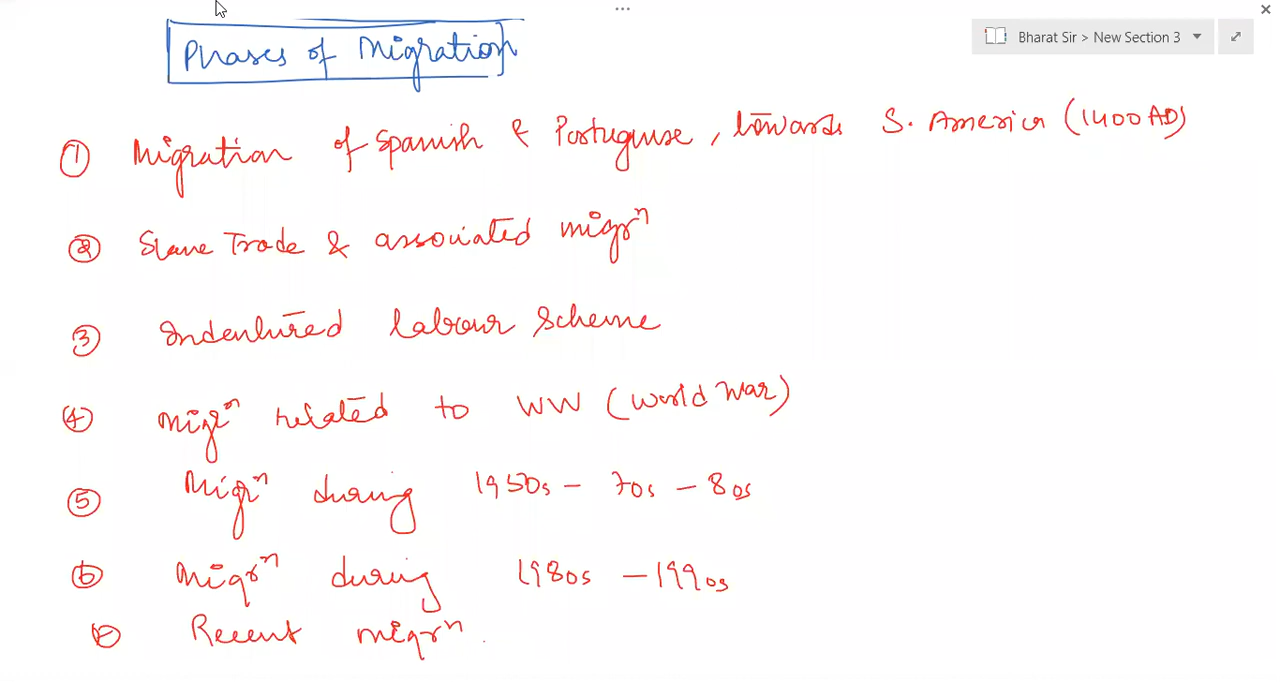 Bharat Sir > New Section 3
Phases of Migration
① Migration of Spanish & Portuguese, towards S. America (1400 AD)
② Slave Trade & associated migrⁿ
③ Indentured labour scheme
④ migrⁿ related to WW (World War)
⑤ Migrⁿ during 1950s – 70s – 80s
⑥ Migrⁿ during 1980s – 1990s
Recent migrⁿ.